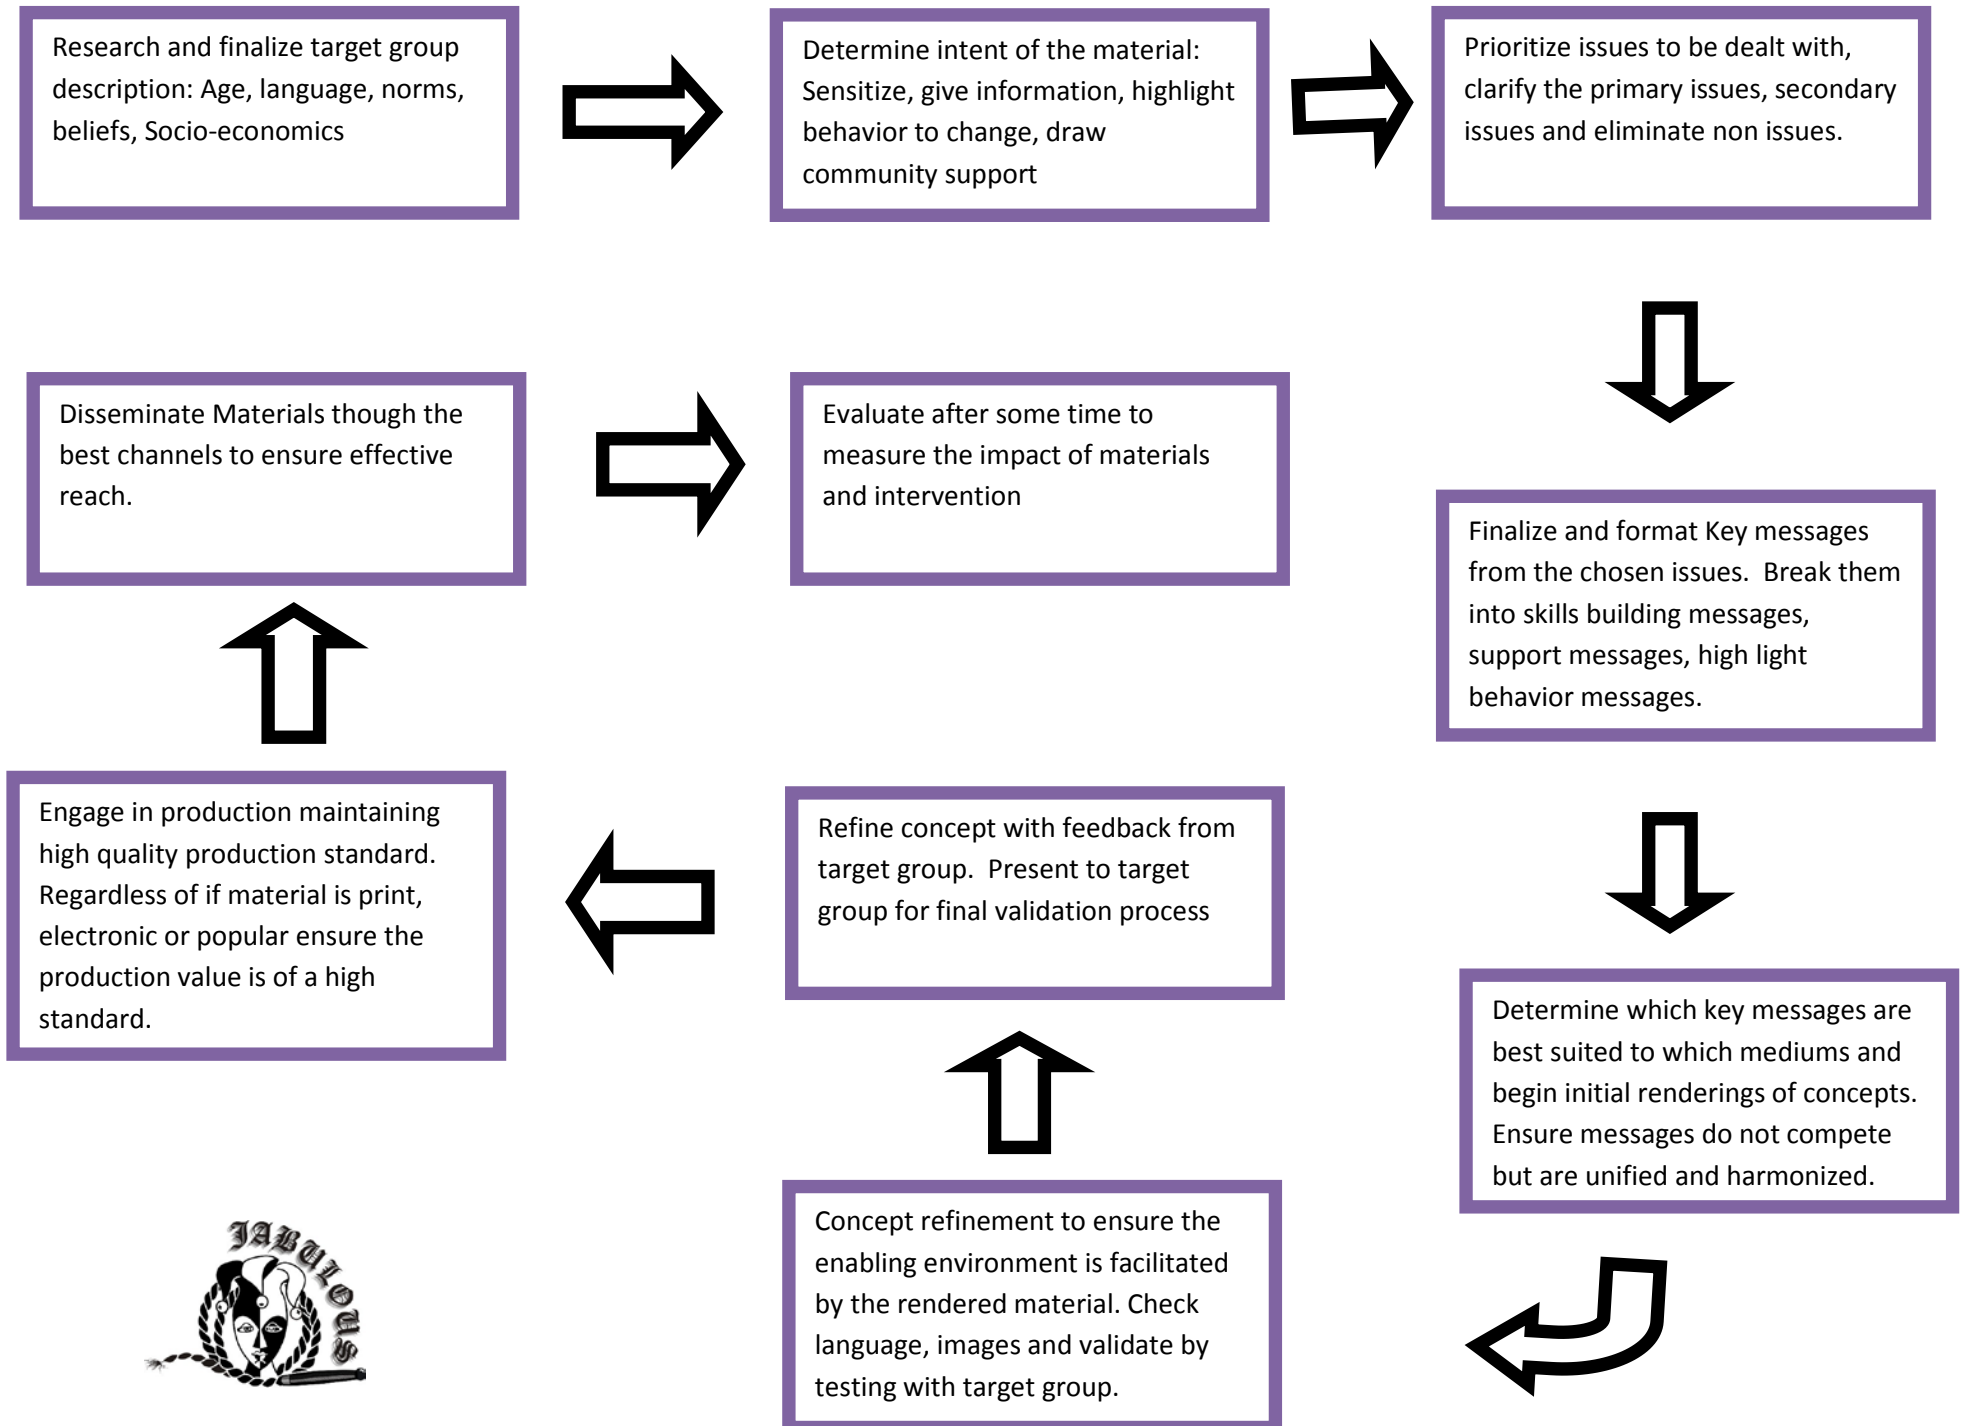 Research and finalize target group
description: Age, language, norms,
beliefs, Socio-economics
Determine intent of the material:
Sensitize, give information, highlight
behavior to change, draw
community support
Prioritize issues to be dealt with,
clarify the primary issues, secondary
issues and eliminate non issues.
Finalize and format Key messages
from the chosen issues.  Break them
into skills building messages,
support messages, high light
behavior messages.
Determine which key messages are
best suited to which mediums and
begin initial renderings of concepts.
Ensure messages do not compete
but are unified and harmonized.
Concept refinement to ensure the
enabling environment is facilitated
by the rendered material. Check
language, images and validate by
testing with target group.
Refine concept with feedback from
target group.  Present to target
group for final validation process
Engage in production maintaining
high quality production standard.
Regardless of if material is print,
electronic or popular ensure the
production value is of a high
standard.
Disseminate Materials though the
best channels to ensure effective
reach.
Evaluate after some time to
measure the impact of materials
and intervention
JABULOUS